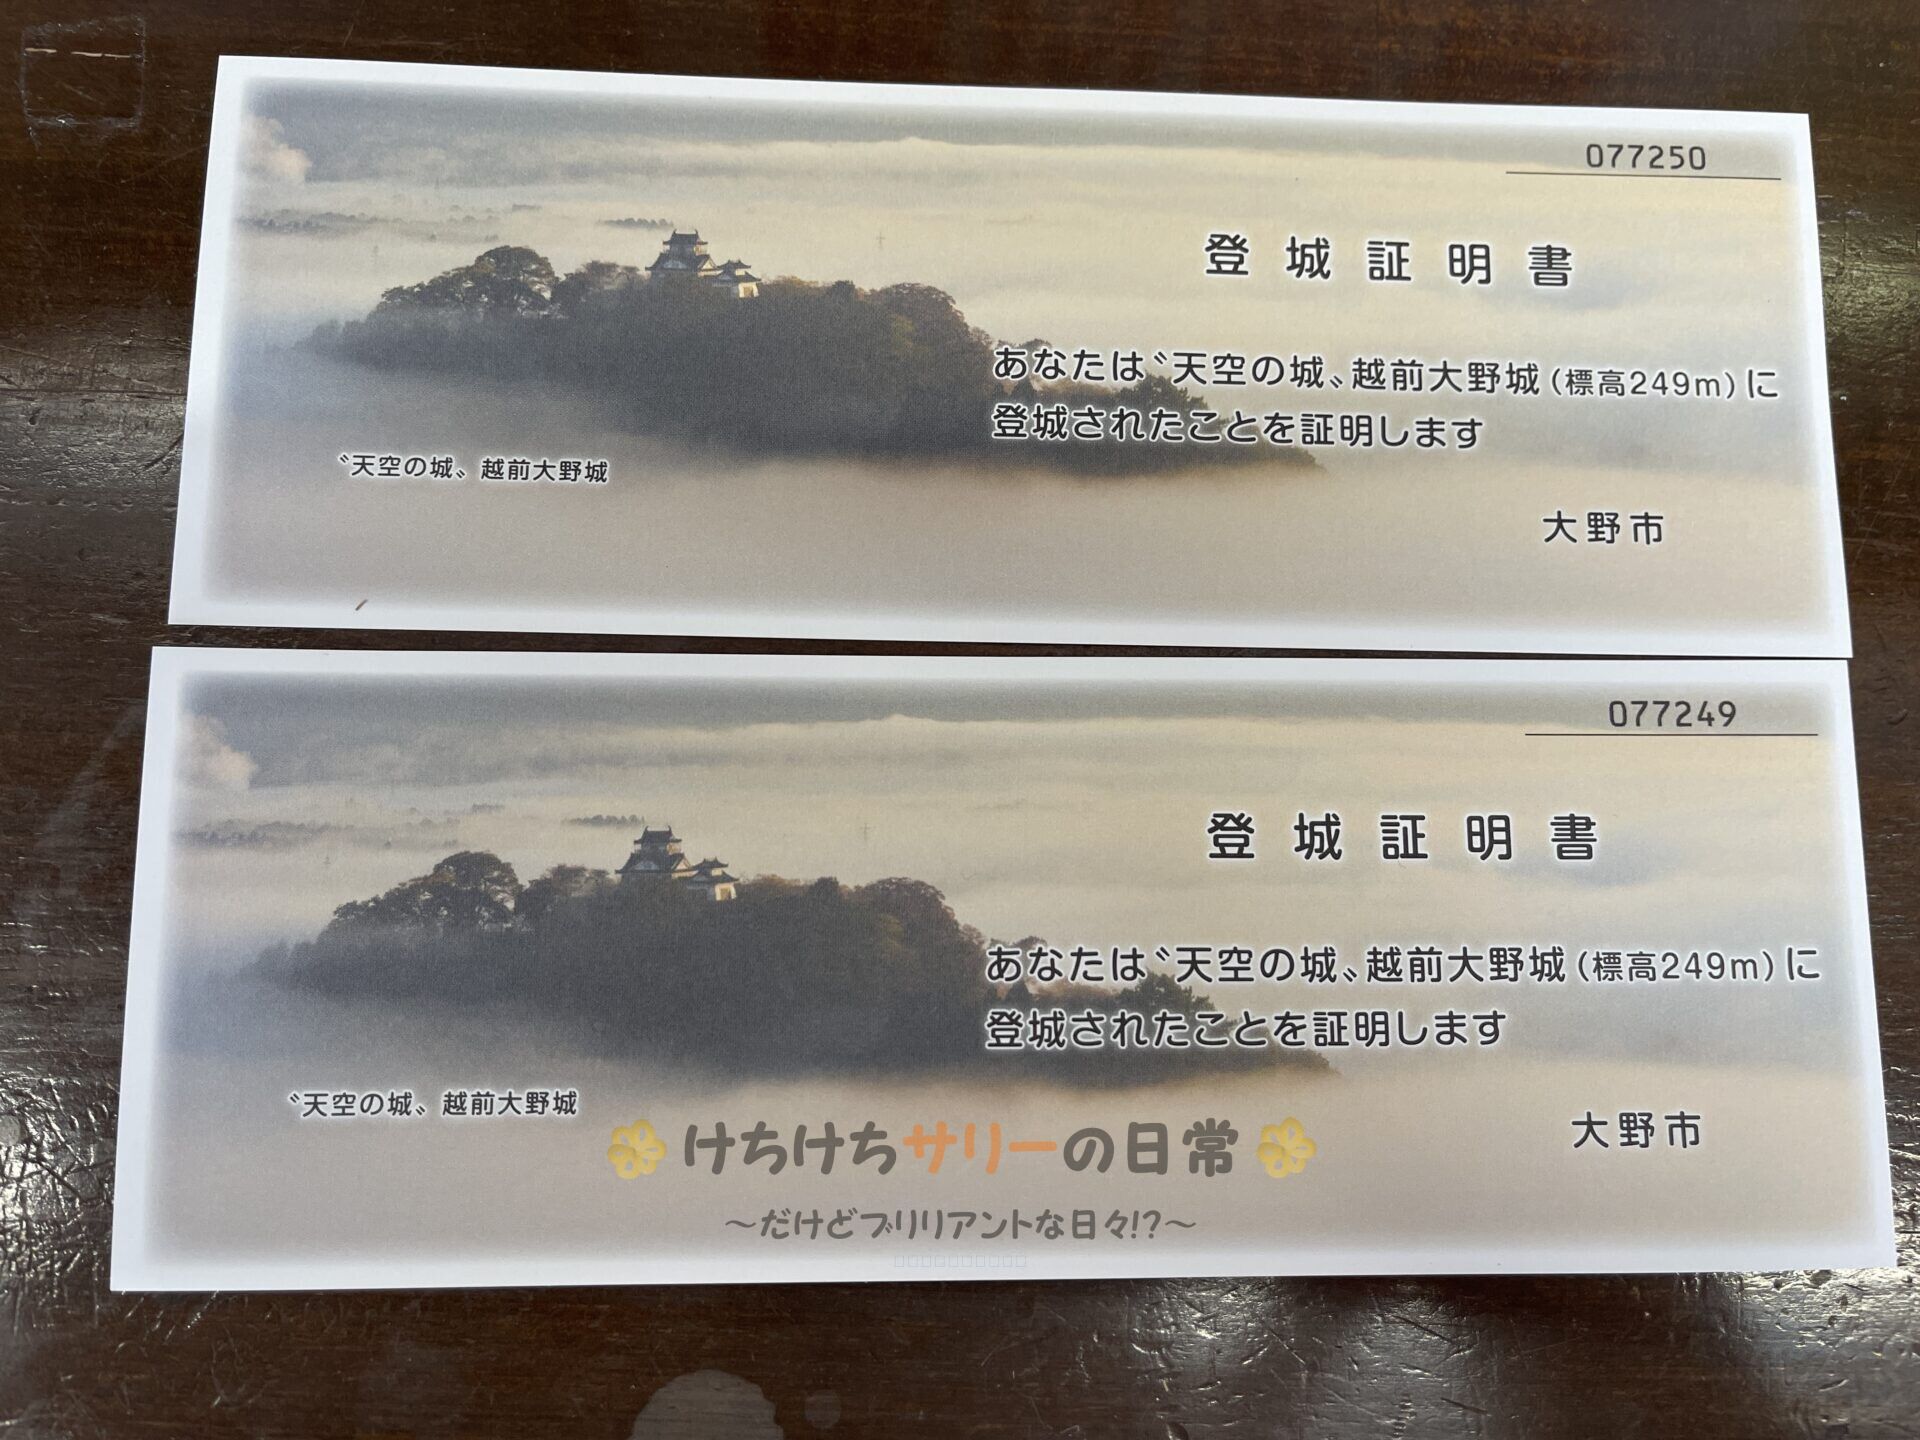 077250
登城証明書
あなたは〝天空の城〟越前大野城(標高249m)に
登城されたことを証明します
〝天空の城〟越前大野城
大野市
077249
登城証明書
あなたは〝天空の城〟越前大野城(標高249m)に
登城されたことを証明します
〝天空の城〟越前大野城
大野市
けちけちサリーの日常
～だけどブリリアントな日々!?～